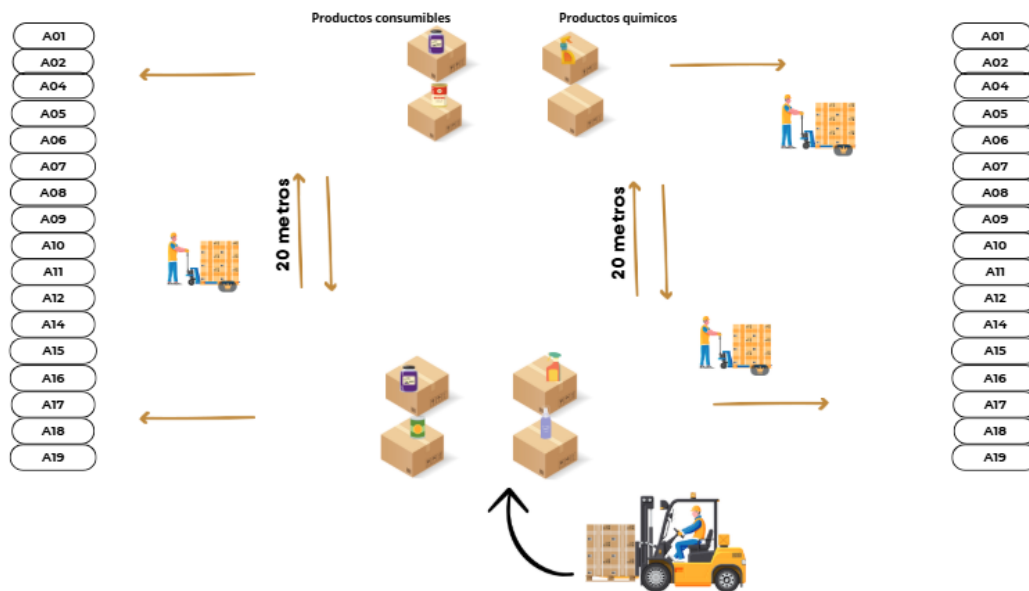 Productos consumibles
Productos quimicos
A01
A02
A04
A05
A06
A07
A08
A09
A10
A11
A12
A14
A15
A16
A17
A18
A19
20 metros
20 metros
A01
A02
A04
A05
A06
A07
A08
A09
A10
A11
A12
A14
A15
A16
A17
A18
A19